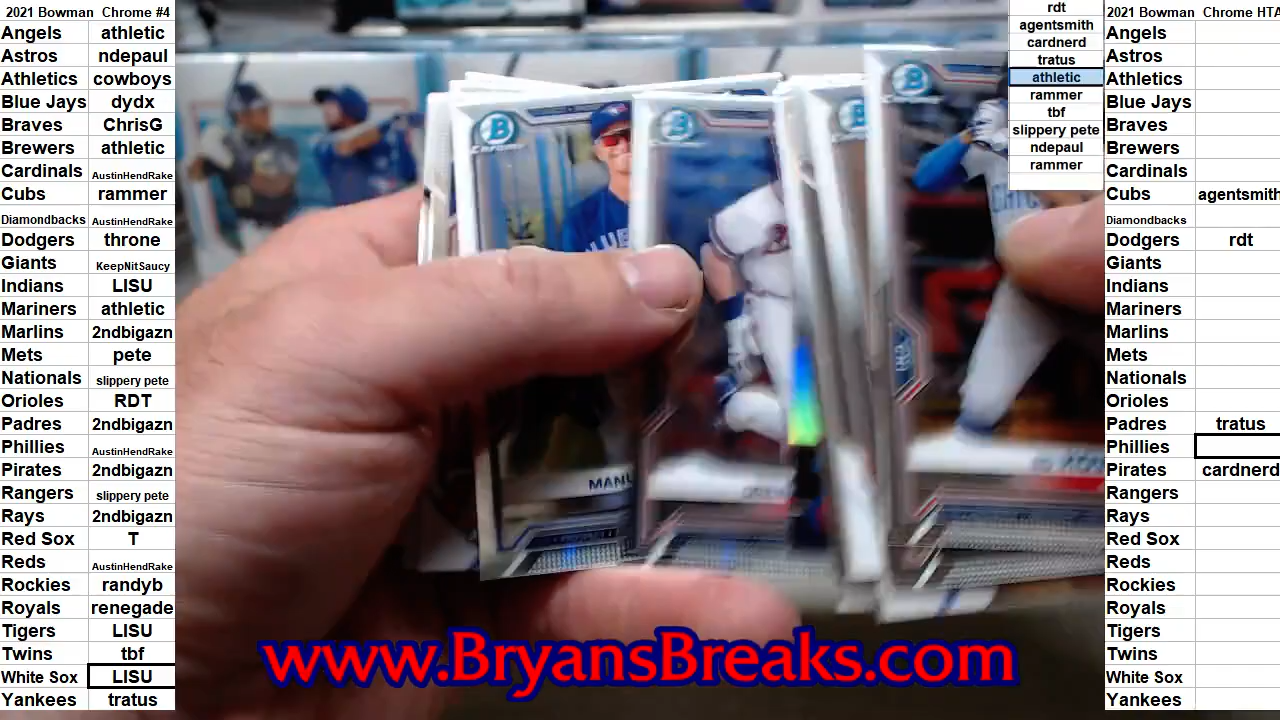 2021 Bowman Chrome #4
Angels athletic
Astros ndepaul
Athletics cowboys
Blue Jays dydx
Braves ChrisG
Brewers athletic
Cardinals AustinHendRake
Cubs rammer
Diamondbacks AustinHendRake
Dodgers throne
Giants KeepNitSaucy
Indians LISU
Mariners athletic
Marlins 2ndbigazn
Mets pete
Nationals slippery pete
Orioles RDT
Padres 2ndbigazn
Phillies AustinHendRake
Pirates 2ndbigazn
Rangers slippery pete
Rays 2ndbigazn
Red Sox T
Reds AustinHendRake
Rockies randyb
Royals renegade
Tigers LISU
Twins tbf
White Sox LISU
Yankees tratus
B
Chrome
MANU
B
B
B
www.BryansBreaks.com
rdt
agentsmith
cardnerd
tratus
athletic
rammer
tbf
slippery pete
ndepaul
rammer
2021 Bowman Chrome HTA
Angels
Astros
Athletics
Blue Jays
Braves
Brewers
Cardinals
Cubs agentsmith
Diamondbacks
Dodgers rdt
Giants
Indians
Mariners
Marlins
Mets
Nationals
Orioles
Padres tratus
Phillies
Pirates cardnerd
Rangers
Rays
Red Sox
Reds
Rockies
Royals
Tigers
Twins
White Sox
Yankees